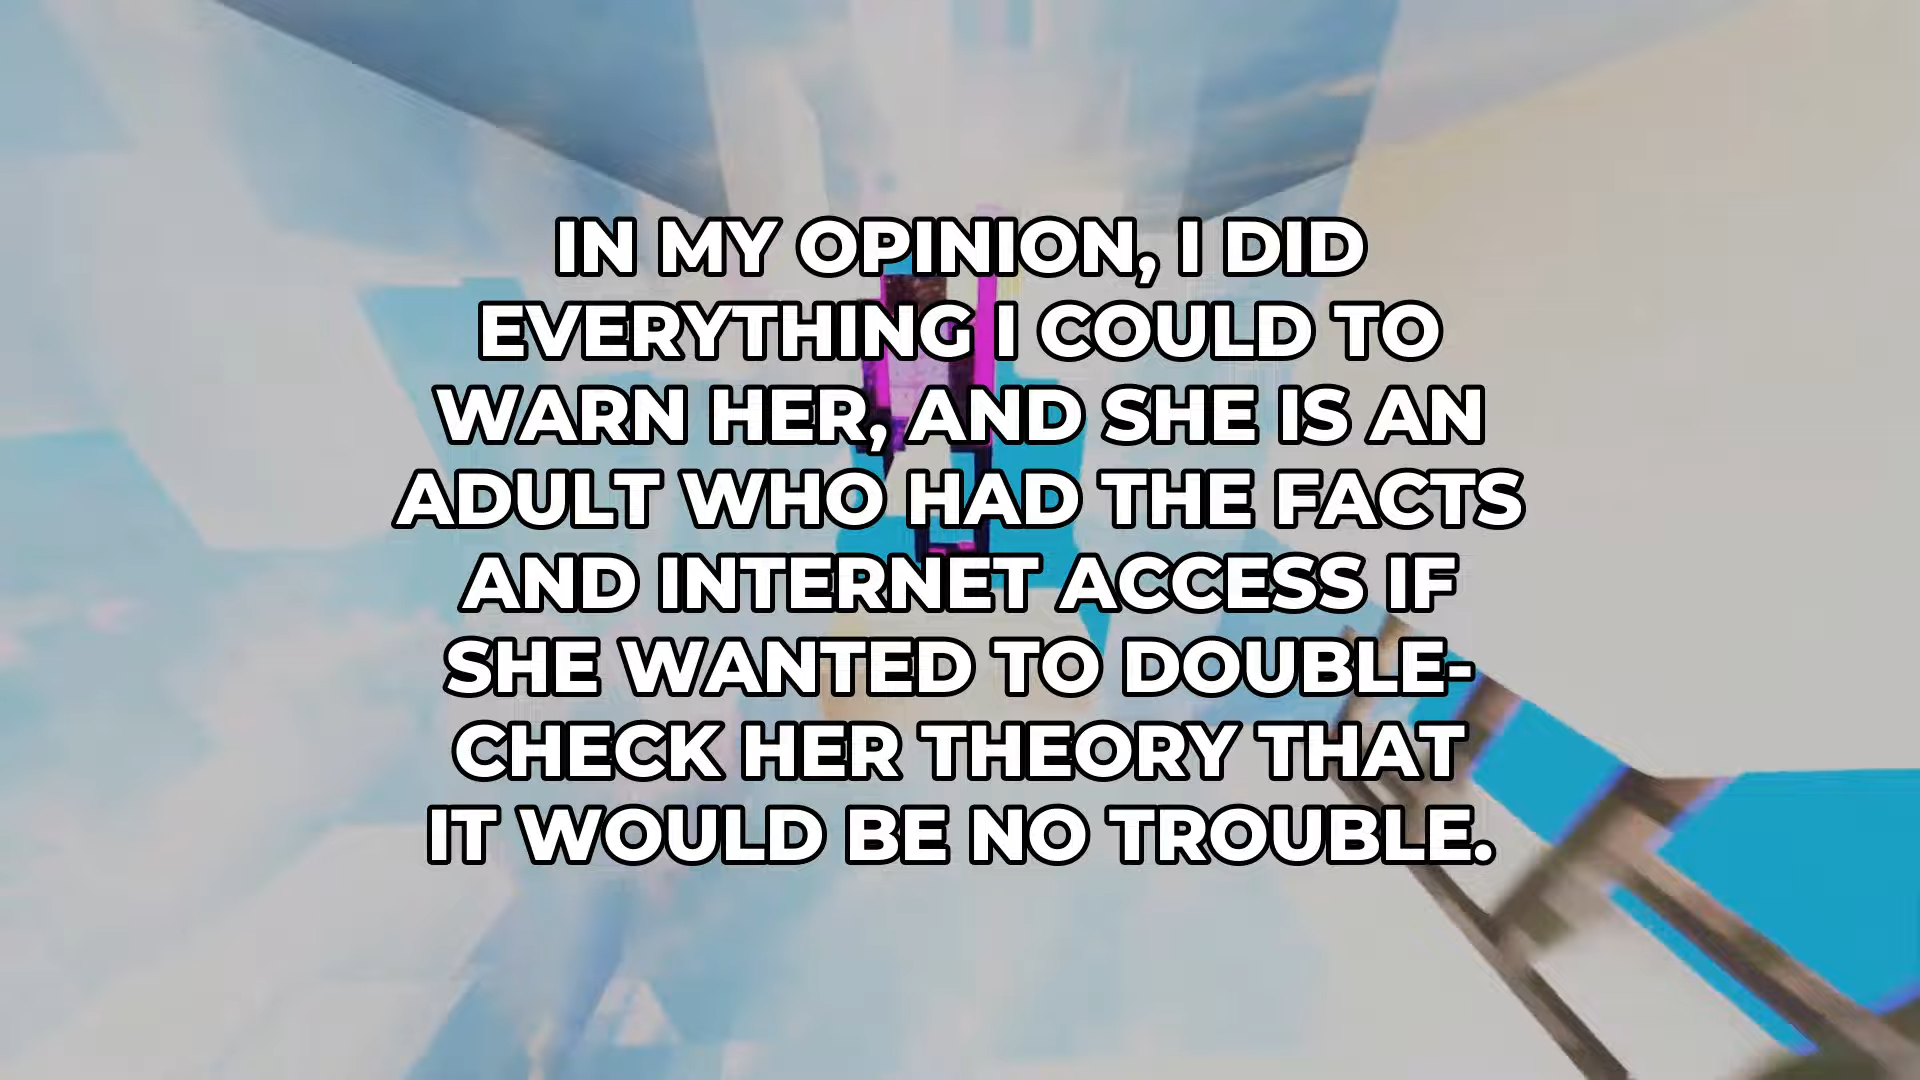 IN MY OPINION, I DID
EVERYTHING I COULD TO
WARN HER, AND SHE IS AN
ADULT WHO HAD THE FACTS
AND INTERNET ACCESS IF
SHE WANTED TO DOUBLE-
CHECK HER THEORY THAT
IT WOULD BE NO TROUBLE.